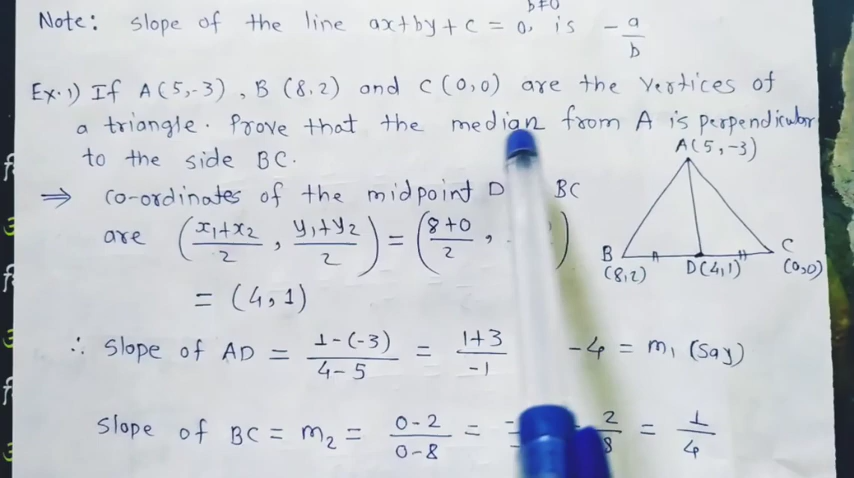 b≠0
Note: slope of the line ax+by+c = 0, is -a/b
Ex.1) If A(5,-3), B(8,2) and C(0,0) are the vertices of
a triangle. Prove that the median from A is perpendicular
to the side BC.
A(5,-3)
⇒ co-ordinates of the midpoint D BC
are ((x₁+x₂)/2, (y₁+y₂)/2) = ((8+0)/2, )
B (8,2) D(4,1) C (0,0)
= (4,1)
∴ slope of AD = (1-(-3))/(4-5) = (1+3)/(-1) -4 = m₁ (say)
slope of BC = m₂ = (0-2)/(0-8) = 2/8 = 1/4